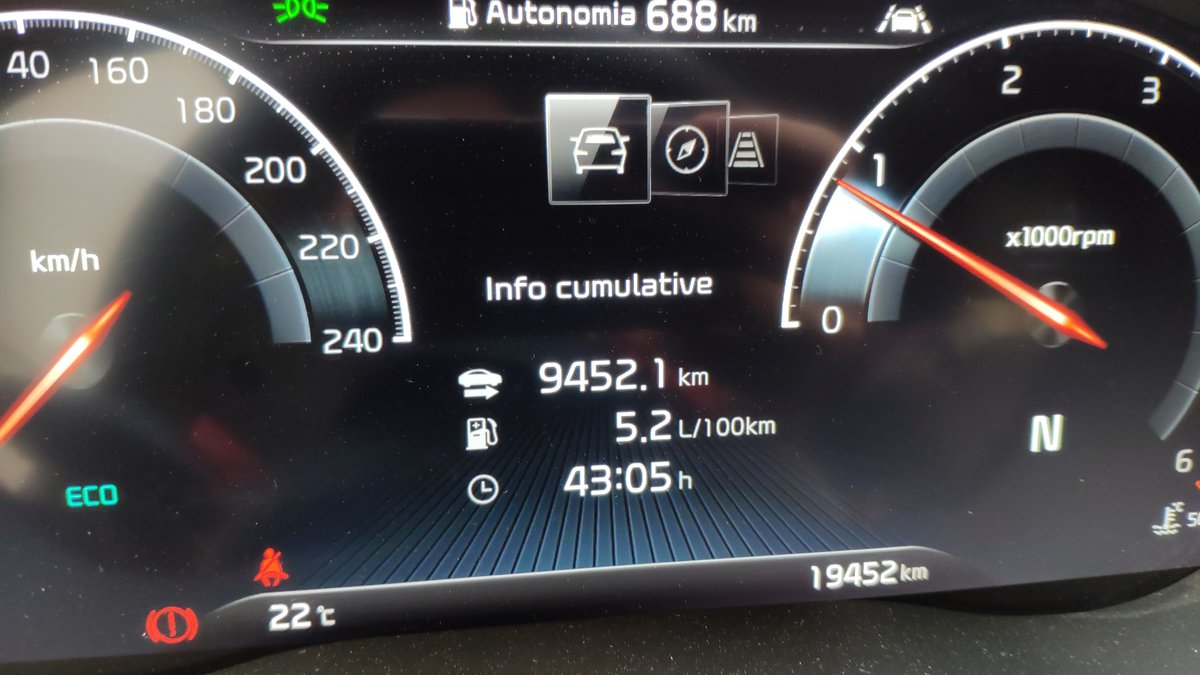 Autonomia 688 km
40
160
180
200
220
240
km/h
ECO
Info cumulative
9452.1 km
5.2 L/100km
43:05 h
0
1
2
3
6
x1000rpm
N
22 °C
19452 km